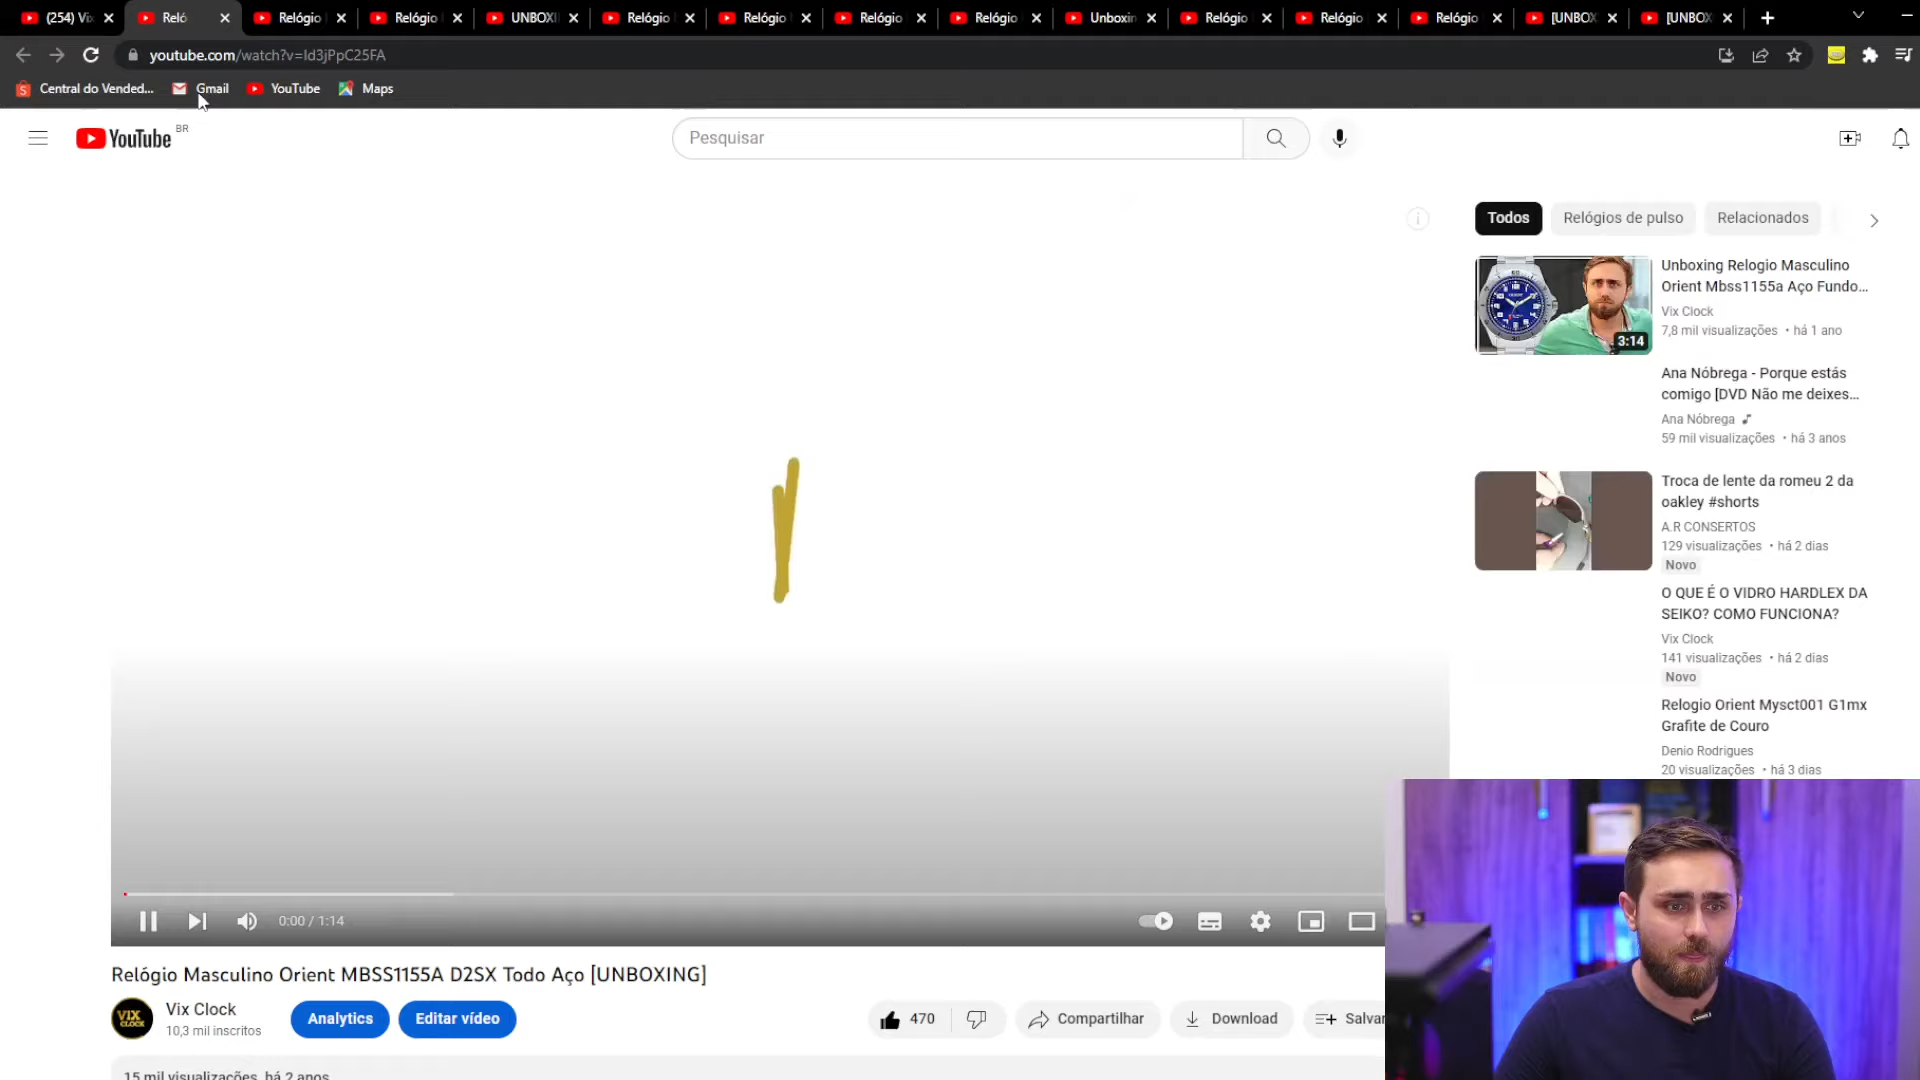 (254) Vi
Reló
Relógio
Relógio
UNBOXI
Relógio
Relógio
Relógio
Relógio
Unboxin
Relógio
Relógio
Relógio
[UNBOX
[UNBOX
youtube.com/watch?v=Id3jPpC25FA
Central do Vended...
Gmail
YouTube
Maps
YouTube BR
Pesquisar
Todos
Relógios de pulso
Relacionados
Unboxing Relogio Masculino
Orient Mbss1155a Aço Fundo...
Vix Clock
7,8 mil visualizações • há 1 ano
3:14
Ana Nóbrega - Porque estás
comigo [DVD Não me deixes...
Ana Nóbrega
59 mil visualizações • há 3 anos
Troca de lente da romeu 2 da
oakley #shorts
A.R CONSERTOS
129 visualizações • há 2 dias
Novo
O QUE É O VIDRO HARDLEX DA
SEIKO? COMO FUNCIONA?
Vix Clock
141 visualizações • há 2 dias
Novo
Relogio Orient Mysct001 G1mx
Grafite de Couro
Denio Rodrigues
20 visualizações • há 3 dias
0:00 / 1:14
Relógio Masculino Orient MBSS1155A D2SX Todo Aço [UNBOXING]
VIX
CLOCK
Vix Clock
10,3 mil inscritos
Analytics
Editar vídeo
470
Compartilhar
Download
Salvar
15 mil visualizações há 2 anos